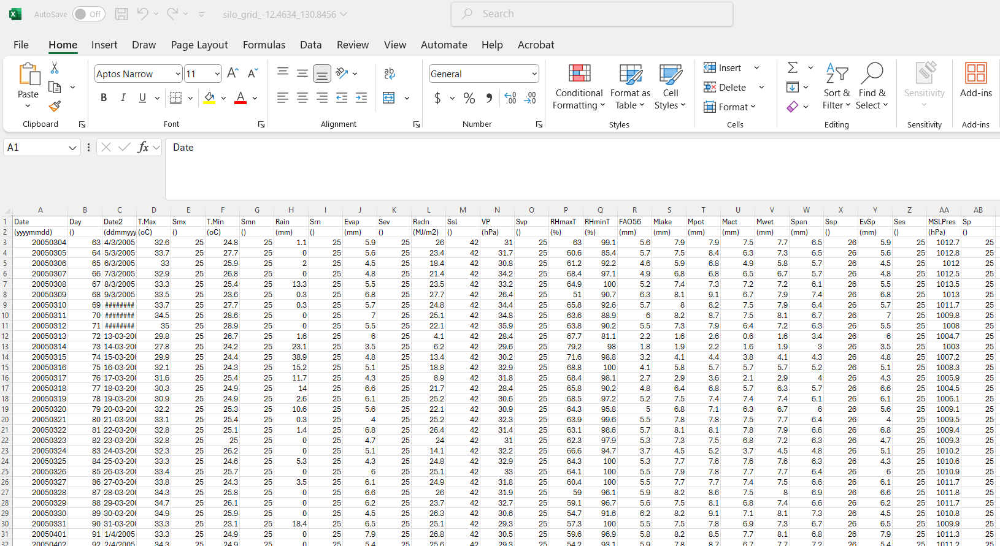 AutoSave Off silo_grid_-12.4634_130.8456 Search
File Home Insert Draw Page Layout Formulas Data Review View Automate Help Acrobat
Paste
Clipboard
Aptos Narrow 11
B I U
Font
ab
Alignment
General
$ % 9 .00 .00
Number
Conditional Formatting
Format as Table
Cell Styles
Styles
Insert
Delete
Format
Cells
Sort & Filter
Find & Select
Editing
Sensitivity
Sensitivity
Add-ins
Add-ins
A1 fx Date
A B C D E F G H I J K L M N O P Q R S T U V W X Y Z AA AB
1 Date Day Date2 T.Max Smx T.Min Smn Rain Srn Evap Sev Radn Ssl VP Svp RHmaxT RHminT FAO56 Mlake Mpot Mact Mwet Span Ssp EvSp Ses MSLPres Sp
2 (yyyymmdd) () (ddmmyyy (oC) () (oC) () (mm) () (mm) () (MJ/m2) () (hPa) () (%) (%) (mm) (mm) (mm) (mm) (mm) (mm) () (mm) () (hPa) ()
3 20050304 63 4/3/2005 32.6 25 24.8 25 1.1 25 5.9 25 26 42 31 25 63 99.1 5.6 7.9 7.9 7.5 7.7 6.5 26 5.9 25 1012.7 25
4 20050305 64 5/3/2005 33.7 25 27.7 25 0 25 5.6 25 23.4 42 31.7 25 60.6 85.4 5.7 7.5 8.4 6.3 7.3 6.5 26 5.6 25 1012.8 25
5 20050306 65 6/3/2005 33 25 25.9 25 2 25 4.5 25 18.4 42 30.8 25 61.2 92.2 4.6 5.9 6.8 4.9 5.8 5.7 26 4.5 25 1012 25
6 20050307 66 7/3/2005 32.9 25 26.8 25 0 25 4.8 25 21.4 42 34.2 25 68.4 97.1 4.9 6.8 6.8 6.5 6.7 5.7 26 4.8 25 1012.5 25
7 20050308 67 8/3/2005 33.3 25 25.4 25 13.3 25 5.5 25 23.5 42 33.2 25 64.9 100 5.2 7.4 7.3 7.2 7.2 6.1 26 5.5 25 1013.5 25
8 20050309 68 9/3/2005 33.5 25 23.6 25 0.3 25 6.8 25 27.7 42 26.4 25 51 90.7 6.3 8.1 9.1 6.7 7.9 7.4 26 6.8 25 1013 25
9 20050310 69 ######## 33.7 25 27.7 25 0.3 25 5.7 25 24.8 42 34.4 25 65.8 92.6 5.7 8 8.2 7.5 7.9 6.4 26 5.7 25 1011.7 25
10 20050311 70 ######## 34.5 25 28.6 25 0 25 7 25 25.1 42 34.8 25 63.6 88.9 6 8.2 8.7 7.5 8.1 6.7 26 7 25 1009.8 25
11 20050312 71 ######## 35 25 28.9 25 0 25 5.5 25 22.1 42 35.9 25 63.8 90.2 5.5 7.3 7.9 6.4 7.2 6.3 26 5.5 25 1008 25
12 20050313 72 13-03-200 29.8 25 26.7 25 1.6 25 6 25 4.1 42 28.4 25 67.7 81.1 2.2 1.6 2.6 0.6 1.6 3.4 26 6 25 1004.7 25
13 20050314 73 14-03-200 27.8 25 24.2 25 23.1 25 3.5 25 6.2 42 29.6 25 79.2 98 1.8 1.9 2.2 1.6 1.9 3 26 3.5 25 1003 25
14 20050315 74 15-03-200 29.9 25 24.4 25 38.9 25 4.8 25 13.4 42 30.2 25 71.6 98.8 3.2 4.1 4.4 3.8 4.1 4.3 26 4.8 25 1007.2 25
15 20050316 75 16-03-200 32.1 25 24.3 25 15.2 25 5.1 25 18.8 42 32.9 25 68.8 100 4.1 5.8 5.7 5.7 5.7 5.2 26 5.1 25 1008.3 25
16 20050317 76 17-03-200 31.6 25 25.4 25 11.7 25 4.3 25 8.9 42 31.8 25 68.4 98.1 2.7 2.9 3.6 2.1 2.9 4 26 4.3 25 1005.9 25
17 20050318 77 18-03-200 30.3 25 24.9 25 14 25 6.6 25 21.7 42 28.4 25 65.8 90.2 4.8 6.4 6.8 5.7 6.3 5.7 26 6.6 25 1004.5 25
18 20050319 78 19-03-200 30.9 25 24.9 25 2.6 25 6.1 25 25.2 42 30.6 25 68.5 97.2 5.2 7.5 7.4 7.4 7.4 6.1 26 6.1 25 1006.1 25
19 20050320 79 20-03-200 32.2 25 25.3 25 10.6 25 5.6 25 22.1 42 30.9 25 64.3 95.8 5 6.8 7.1 6.3 6.7 6 26 5.6 25 1009.1 25
20 20050321 80 21-03-200 33.1 25 25.4 25 0.3 25 4 25 25.2 42 32.3 25 63.9 99.6 5.5 7.8 7.8 7.5 7.7 6.4 26 4 25 1009.5 25
21 20050322 81 22-03-200 32.8 25 25.1 25 1.4 25 6.8 25 26.4 42 31.4 25 63.1 98.6 5.7 8.1 8.1 7.8 7.9 6.6 26 6.8 25 1009.4 25
22 20050323 82 23-03-200 32.8 25 25 25 0 25 4.7 25 24 42 31 25 62.3 97.9 5.3 7.3 7.5 6.8 7.2 6.3 26 4.7 25 1009.3 25
23 20050324 83 24-03-200 32.3 25 26.2 25 0 25 5.1 25 14.1 42 32.2 25 66.6 94.7 3.7 4.5 5.2 3.7 4.5 4.8 26 5.1 25 1010.2 25
24 20050325 84 25-03-200 33.3 25 24.6 25 5.3 25 4.3 25 24.8 42 32.9 25 64.3 100 5.3 7.7 7.6 7.6 7.6 6.3 26 4.3 25 1010.6 25
25 20050326 85 26-03-200 33.4 25 25.7 25 0 25 6 25 25.1 42 33 25 64.1 100 5.5 7.9 7.8 7.7 7.7 6.4 26 6 25 1010.9 25
26 20050327 86 27-03-200 33.8 25 24.3 25 3.5 25 6.1 25 24.9 42 31.8 25 60.4 100 5.5 7.7 7.7 7.4 7.5 6.6 26 6.1 25 1011.7 25
27 20050328 87 28-03-200 34.3 25 25.8 25 0 25 6.6 25 26 42 31.9 25 59 96.1 5.9 8.2 8.6 7.5 8 6.9 26 6.6 25 1011.8 25
28 20050329 88 29-03-200 34.7 25 26.1 25 0 25 6.2 25 23.7 42 32.7 25 59.1 96.7 5.6 7.5 8.1 6.8 7.4 6.6 26 6.2 25 1011.7 25
29 20050330 89 30-03-200 34.9 25 25.9 25 0 25 4.5 25 26.3 42 30.6 25 54.7 91.6 6.2 8.2 9.1 7.1 8.1 7.3 26 4.5 25 1010.8 25
30 20050331 90 31-03-200 33.3 25 23.1 25 18.4 25 6.5 25 25.1 42 29.3 25 57.3 100 5.5 7.5 7.8 6.9 7.3 6.7 26 6.5 25 1009.9 25
31 20050401 91 1/4/2005 33.3 25 24.9 25 0 25 7.9 25 26.8 42 30.5 25 59.6 96.9 5.8 8.2 8.5 7.7 8.1 6.8 26 7.9 25 1011.3 25
32 20050402 92 2/4/2005 34.3 25 24.9 25 0 25 5.4 25 25.6 42 29.3 25 54.2 93.1 5.9 7.8 8.7 6.7 7.7 7.2 26 5.4 25 1011.2 25